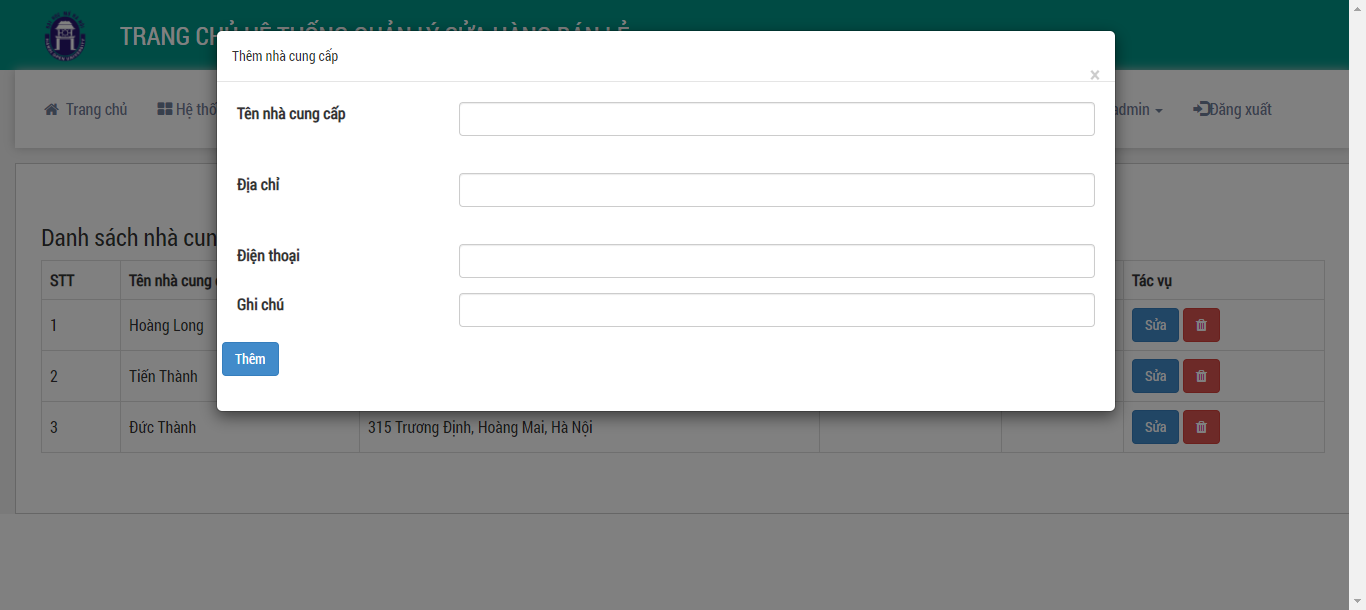 TRANG CHỦ HỆ THỐNG QUẢN LÝ CỬA HÀNG BÁN LẺ
Thêm nhà cung cấp
×
Trang chủ
Hệ thố
admin
Đăng xuất
Tên nhà cung cấp
Địa chỉ
Điện thoại
Ghi chú
Thêm
Danh sách nhà cun
STT
Tên nhà cung
Tác vụ
1
Hoàng Long
Sửa
2
Tiến Thành
Sửa
3
Đức Thành
315 Trương Định, Hoàng Mai, Hà Nội
Sửa